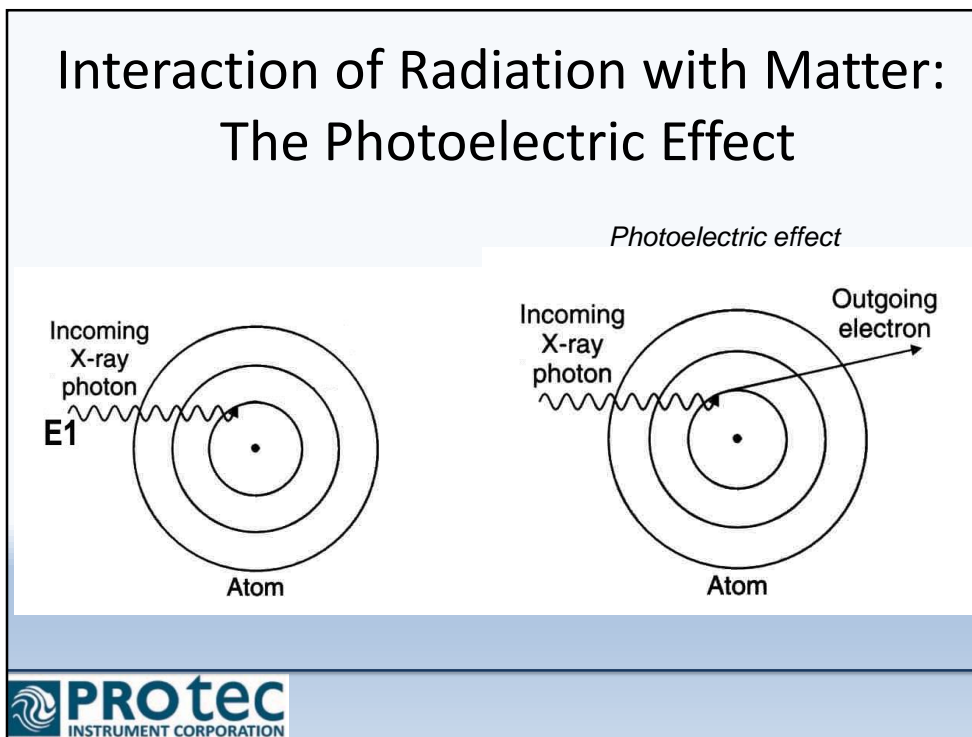 Interaction of Radiation with Matter:
The Photoelectric Effect
Photoelectric effect
Incoming
X-ray
photon
E1
Atom
Incoming
X-ray
photon
Outgoing
electron
Atom
PROtec
INSTRUMENT CORPORATION